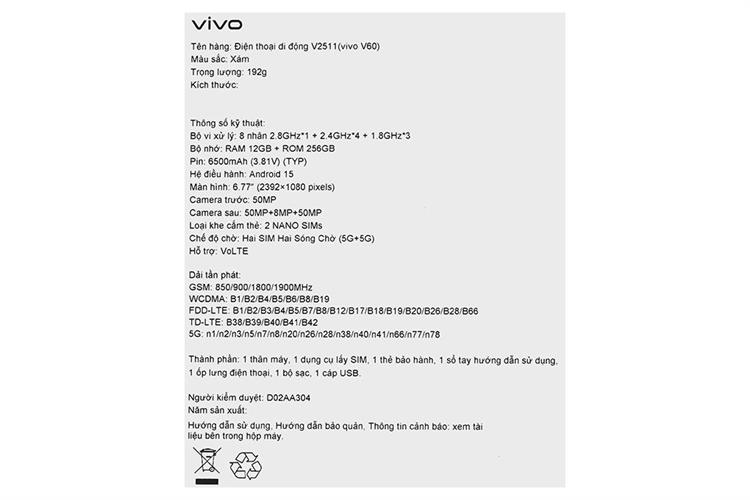 vivo
Tên hàng: Điện thoại di động V2511(vivo V60)
Màu sắc: Xám
Trọng lượng: 192g
Kích thước:
Thông số kỹ thuật:
Bộ vi xử lý: 8 nhân 2.8GHz*1 + 2.4GHz*4 + 1.8GHz*3
Bộ nhớ: RAM 12GB + ROM 256GB
Pin: 6500mAh (3.81V) (TYP)
Hệ điều hành: Android 15
Màn hình: 6.77" (2392×1080 pixels)
Camera trước: 50MP
Camera sau: 50MP+8MP+50MP
Loại khe cắm thẻ: 2 NANO SIMs
Chế độ chờ: Hai SIM Hai Sóng Chờ (5G+5G)
Hỗ trợ: VoLTE
Dải tần phát:
GSM: 850/900/1800/1900MHz
WCDMA: B1/B2/B4/B5/B6/B8/B19
FDD-LTE: B1/B2/B3/B4/B5/B7/B8/B12/B17/B18/B19/B20/B26/B28/B66
TD-LTE: B38/B39/B40/B41/B42
5G: n1/n2/n3/n5/n7/n8/n20/n26/n28/n38/n40/n41/n66/n77/n78
Thành phần: 1 thân máy, 1 dụng cụ lấy SIM, 1 thẻ bảo hành, 1 sổ tay hướng dẫn sử dụng,
1 ốp lưng điện thoại, 1 bộ sạc, 1 cáp USB.
Người kiểm duyệt: D02AA304
Năm sản xuất:
Hướng dẫn sử dụng, Hướng dẫn bảo quản, Thông tin cảnh báo: xem tài
liệu bên trong hộp máy.